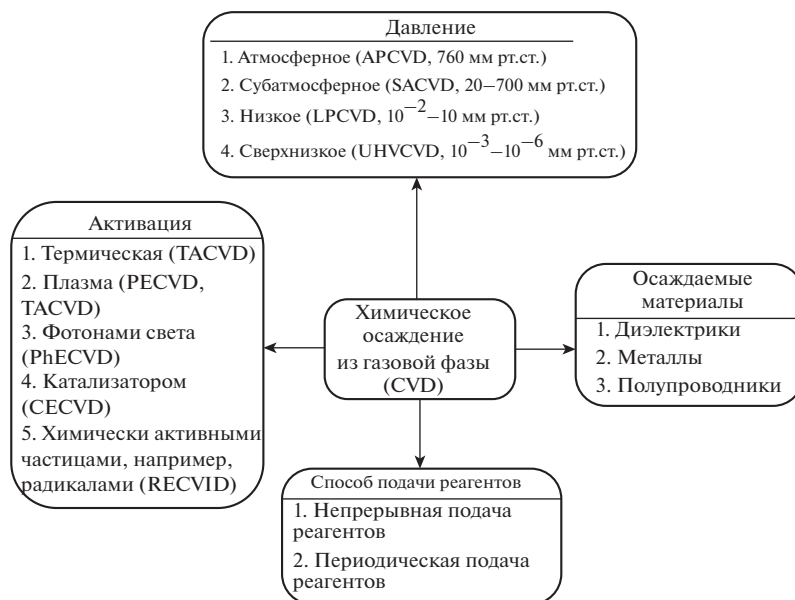 Давление
1. Атмосферное (APCVD, 760 мм рт.ст.)
2. Субатмосферное (SACVD, 20–700 мм рт.ст.)
3. Низкое (LPCVD, 10⁻²–10 мм рт.ст.)
4. Сверхнизкое (UHVCVD, 10⁻³–10⁻⁶ мм рт.ст.)
Активация
1. Термическая (TACVD)
2. Плазма (PECVD,
TACVD)
3. Фотонами света
(PhECVD)
4. Катализатором
(CECVD)
5. Химически активными
частицами, например,
радикалами (RECVID)
Химическое
осаждение
из газовой фазы
(CVD)
Осаждаемые
материалы
1. Диэлектрики
2. Металлы
3. Полупроводники
Способ подачи реагентов
1. Непрерывная подача
реагентов
2. Периодическая подача
реагентов